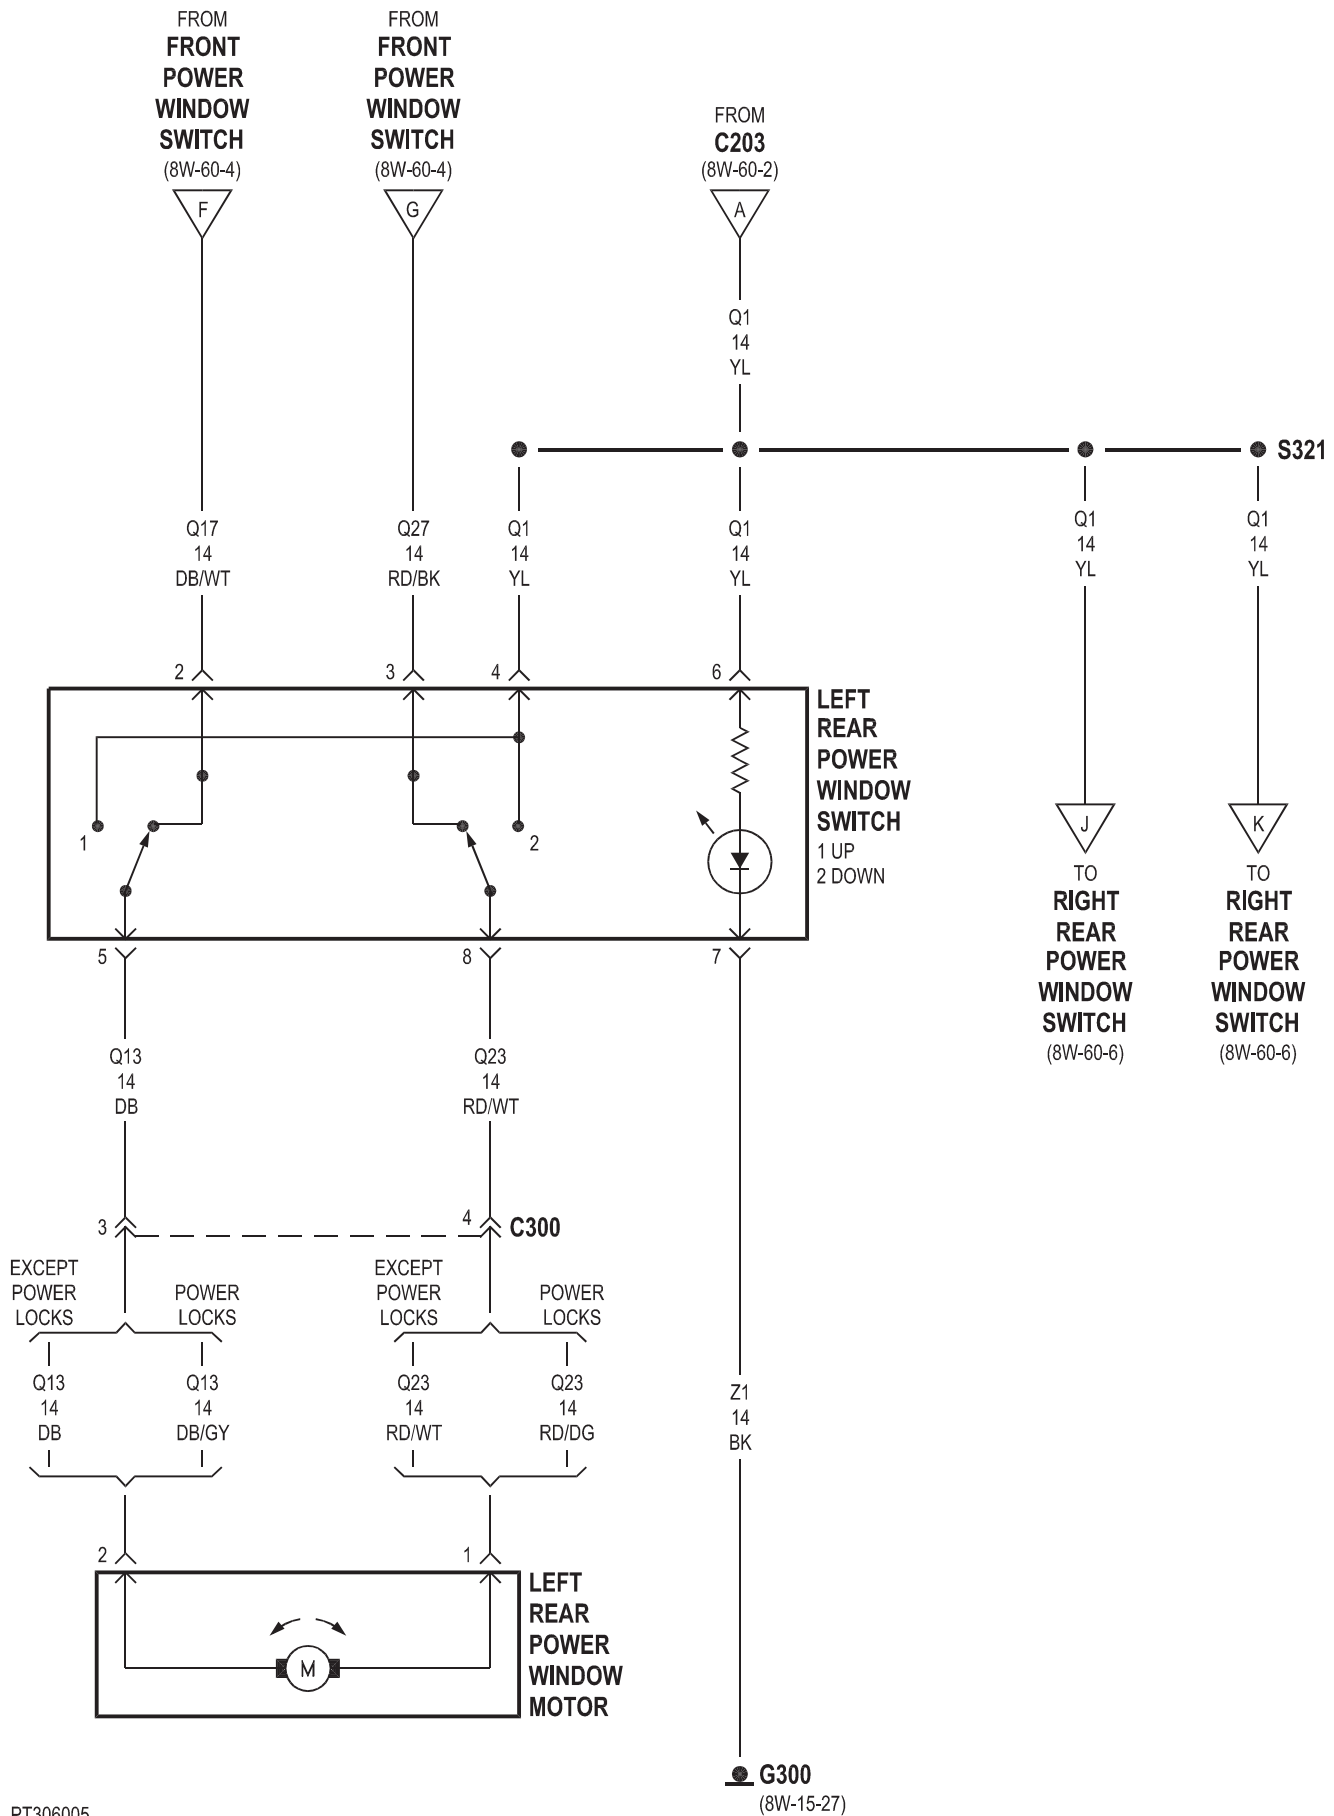 FROM
FRONT
POWER
WINDOW
SWITCH
(8W-60-4)
F
FROM
FRONT
POWER
WINDOW
SWITCH
(8W-60-4)
G
FROM
C203
(8W-60-2)
A
Q1
14
YL
S321
Q17
14
DB/WT
Q27
14
RD/BK
Q1
14
YL
Q1
14
YL
Q1
14
YL
Q1
14
YL
2
3
4
6
1
2
LEFT
REAR
POWER
WINDOW
SWITCH
1 UP
2 DOWN
J
TO
RIGHT
REAR
POWER
WINDOW
SWITCH
(8W-60-6)
K
TO
RIGHT
REAR
POWER
WINDOW
SWITCH
(8W-60-6)
5
8
7
Q13
14
DB
Q23
14
RD/WT
3
4
C300
EXCEPT
POWER
LOCKS
POWER
LOCKS
EXCEPT
POWER
LOCKS
POWER
LOCKS
Q13
14
DB
Q13
14
DB/GY
Q23
14
RD/WT
Q23
14
RD/DG
Z1
14
BK
2
1
M
LEFT
REAR
POWER
WINDOW
MOTOR
G300
(8W-15-27)
PT306005